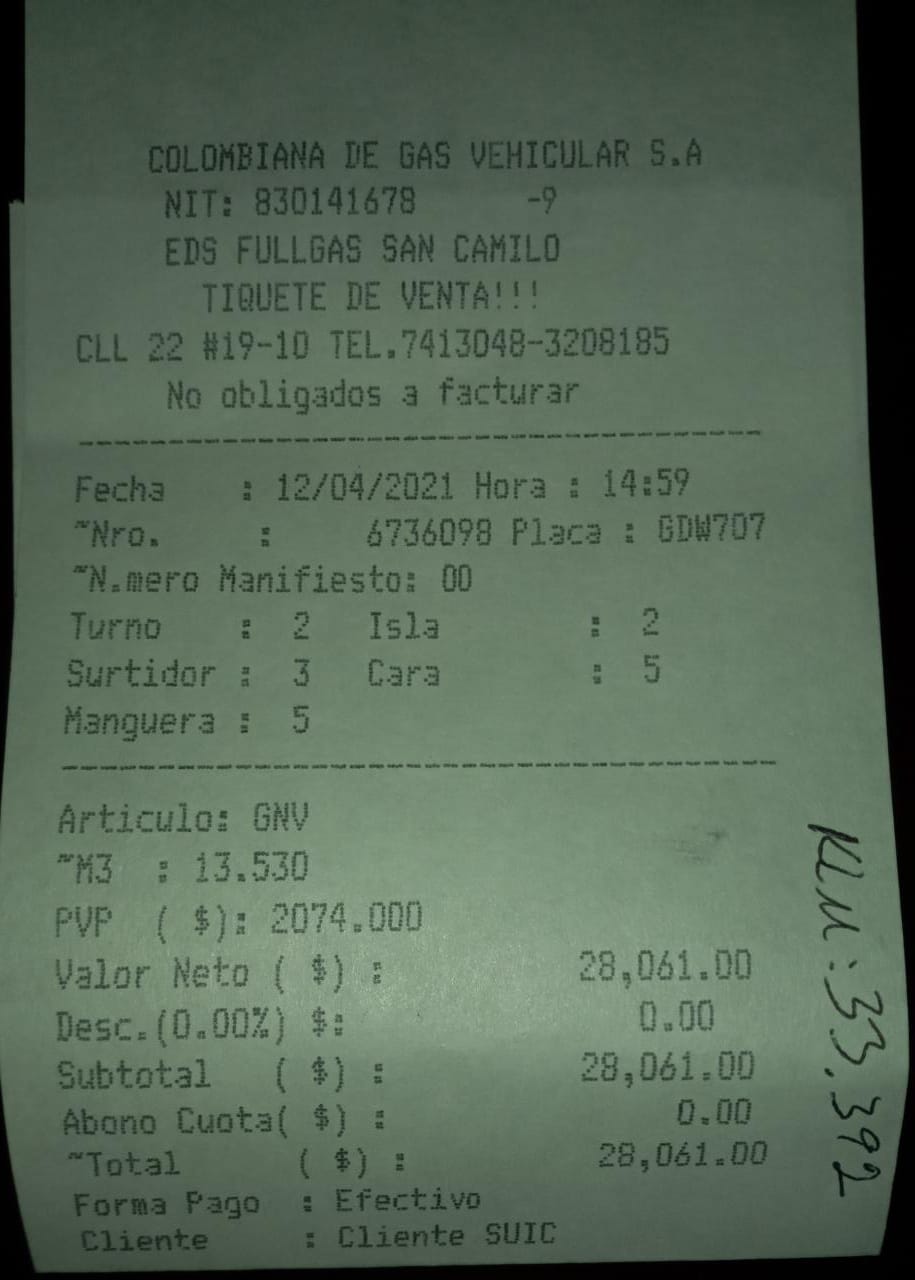 COLOMBIANA DE GAS VEHICULAR S.A
NIT: 830141678 -9
EDS FULLGAS SAN CAMILO
TIQUETE DE VENTA!!!
CLL 22 #19-10 TEL.7413048-3208185
No obligados a facturar
Fecha : 12/04/2021 Hora : 14:59
~Nro. : 6736098 Placa : GDW707
~N.mero Manifiesto: 00
Turno : 2 Isla : 2
Surtidor : 3 Cara : 5
Manguera : 5
Articulo: GNV
~M3 : 13.530
PVP ( $): 2074.000
Valor Neto ( $) : 28,061.00
Desc.(0.00%) $: 0.00
Subtotal ( $) : 28,061.00
Abono Cuota( $) : 0.00
~Total ( $) : 28,061.00
Forma Pago : Efectivo
Cliente : Cliente SUIC
KLM: 33.392